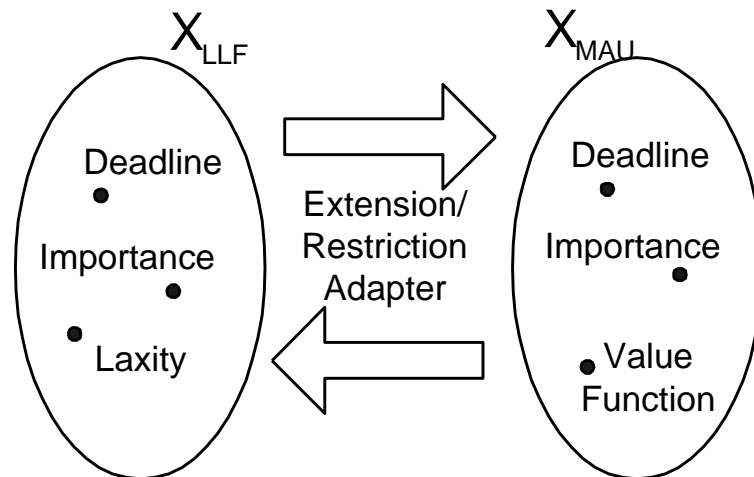 X_LLF
Deadline
Importance
Laxity
Extension/
Restriction
Adapter
X_MAU
Deadline
Importance
Value
Function